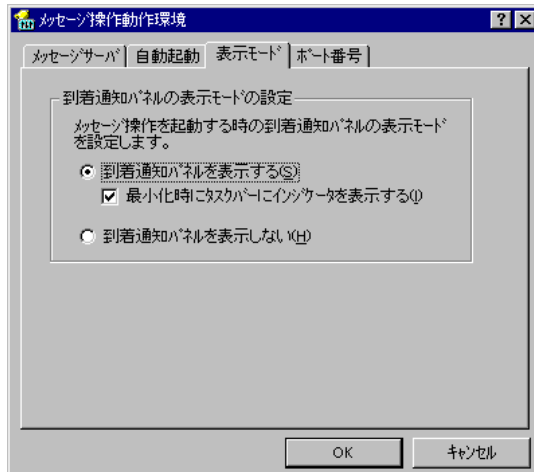 ﾒｯｾｰｼﾞ操作動作環境
ﾒｯｾｰｼﾞｻｰﾊﾞ
自動起動
表示ﾓｰﾄﾞ
ﾎﾟｰﾄ番号
到着通知ﾊﾟﾈﾙの表示ﾓｰﾄﾞの設定
ﾒｯｾｰｼﾞ操作を起動する時の到着通知ﾊﾟﾈﾙの表示ﾓｰﾄﾞ
を設定します。
到着通知ﾊﾟﾈﾙを表示する(S)
最小化時にﾀｽｸﾊﾞｰにｲﾝｼﾞｹｰﾀを表示する(I)
到着通知ﾊﾟﾈﾙを表示しない(H)
OK
ｷｬﾝｾﾙ